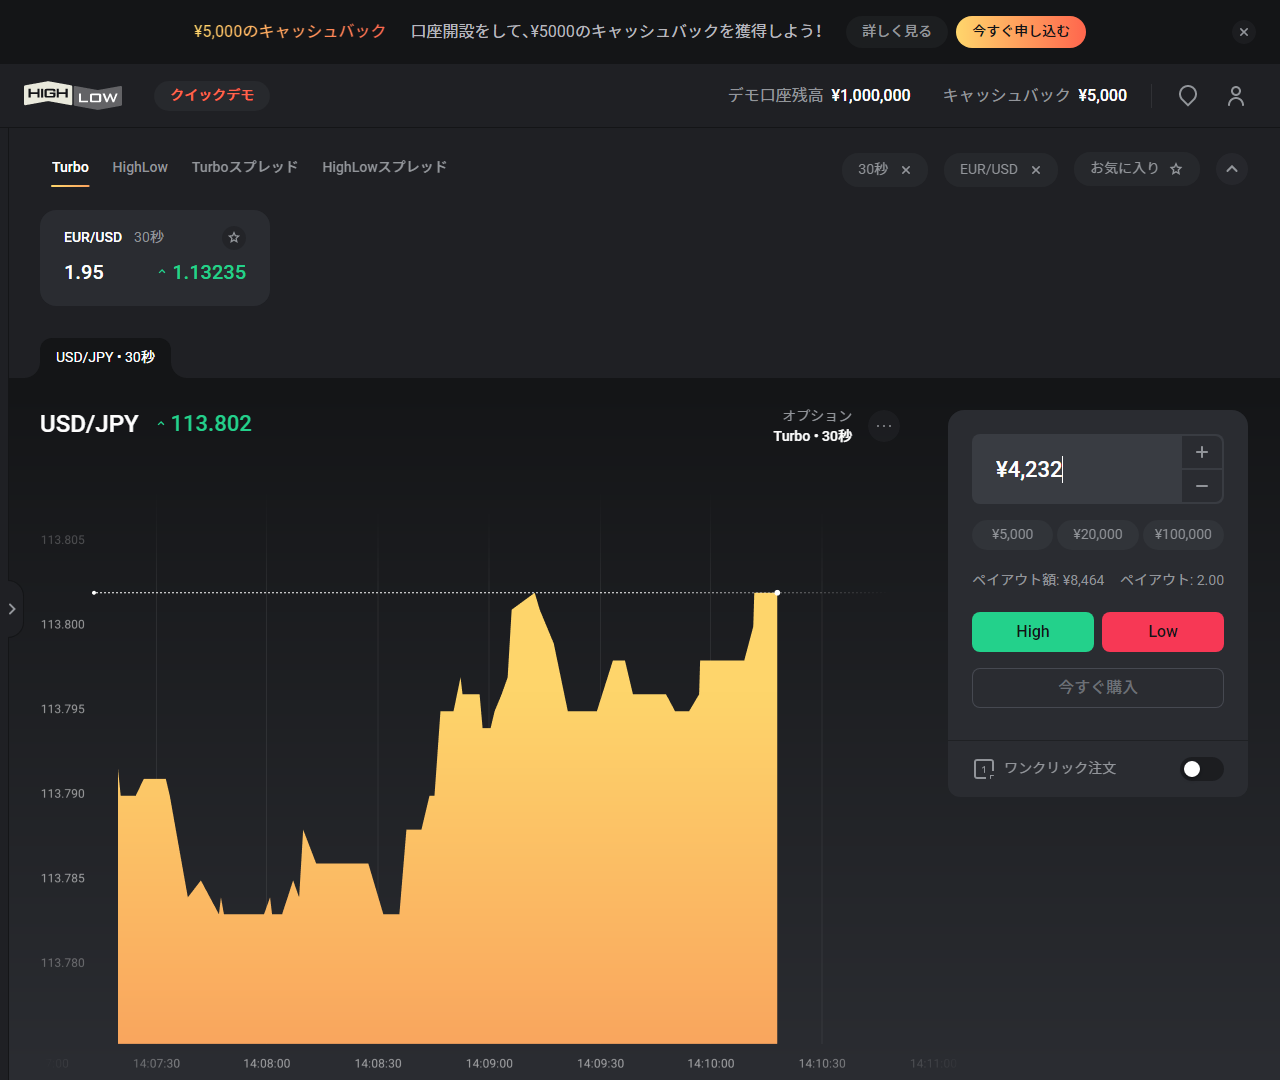 ¥5,000のキャッシュバック 口座開設をして、¥5000のキャッシュバックを獲得しよう! 詳しく見る 今すぐ申し込む
HIGH LOW クイックデモ デモ口座残高 ¥1,000,000 キャッシュバック ¥5,000
Turbo HighLow Turboスプレッド HighLowスプレッド 30秒 EUR/USD お気に入り
EUR/USD 30秒
1.95 1.13235
USD/JPY • 30秒
USD/JPY 113.802
オプション
Turbo • 30秒
¥4,232
¥5,000 ¥20,000 ¥100,000
ペイアウト額: ¥8,464 ペイアウト: 2.00
High Low
今すぐ購入
1 ワンクリック注文
113.805
113.800
113.795
113.790
113.785
113.780
00 14:07:30 14:08:00 14:08:30 14:09:00 14:09:30 14:10:00 14:10:30 14:11:00